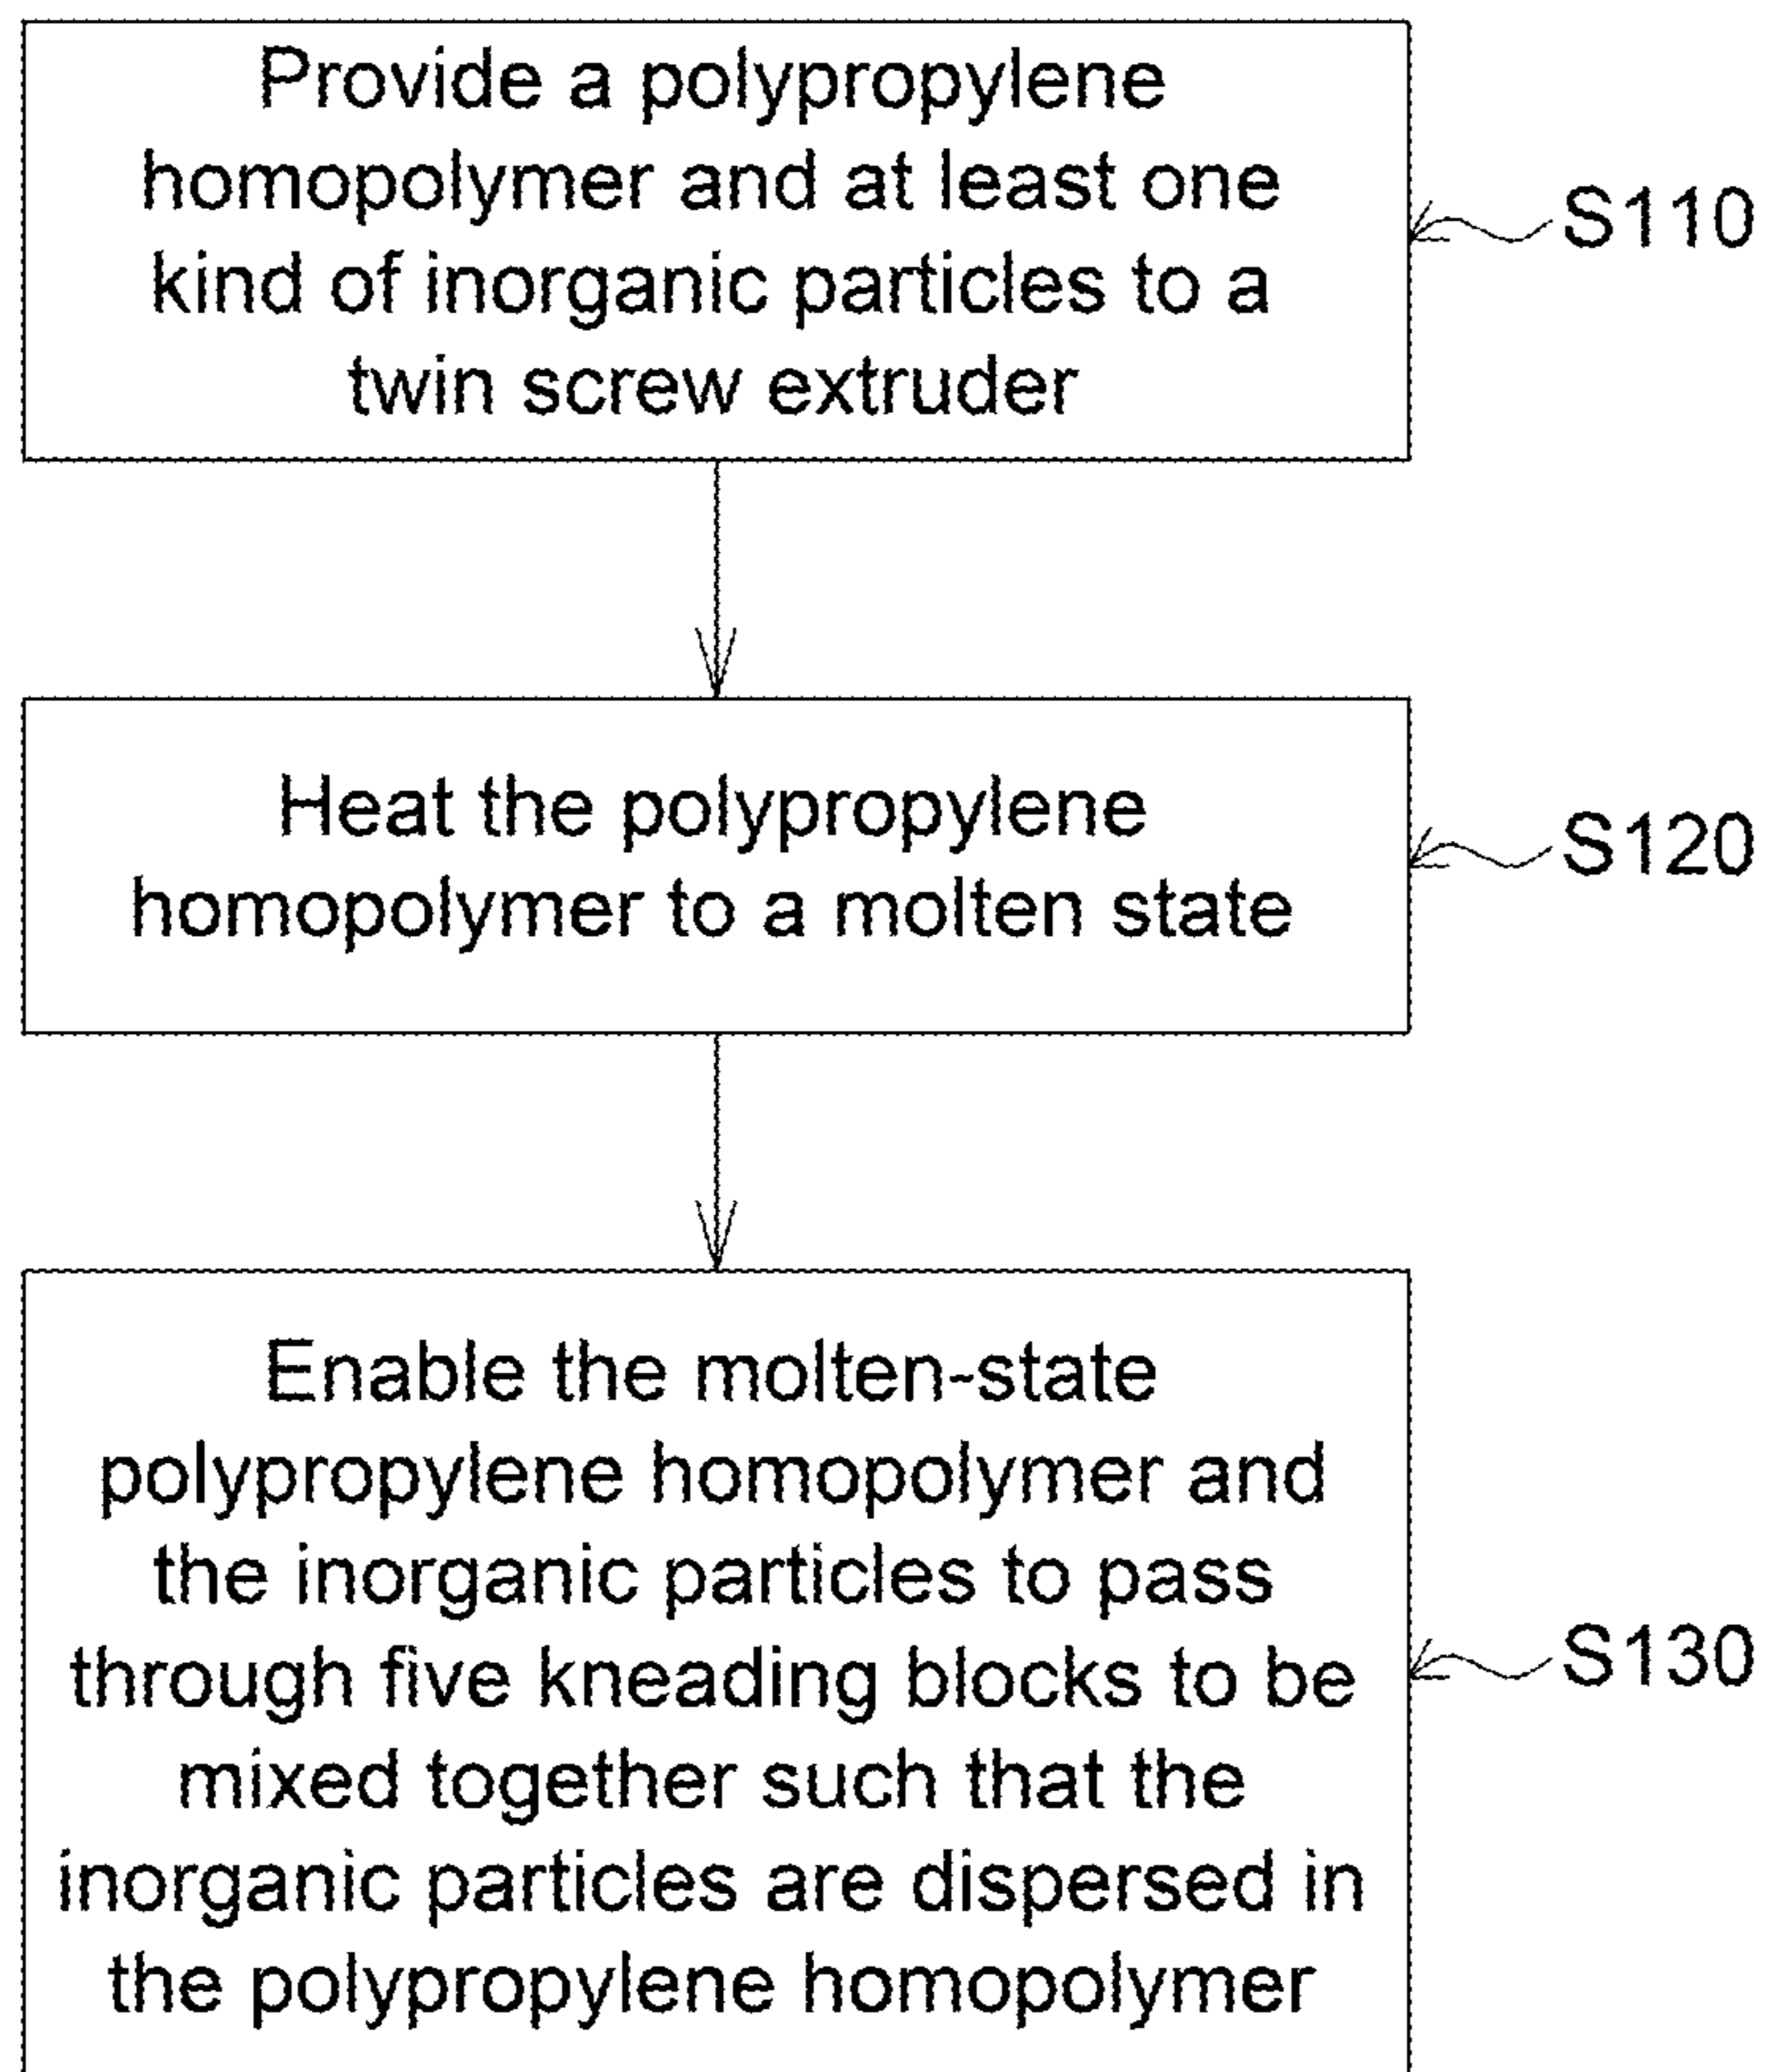 Provide a polypropylene
homopolymer and at least one
kind of inorganic particles to a
twin screw extruder
S110
Heat the polypropylene
homopolymer to a molten state
S120
Enable the molten-state
polypropylene homopolymer and
the inorganic particles to pass
through five kneading blocks to be
mixed together such that the
inorganic particles are dispersed in
the polypropylene homopolymer
S130